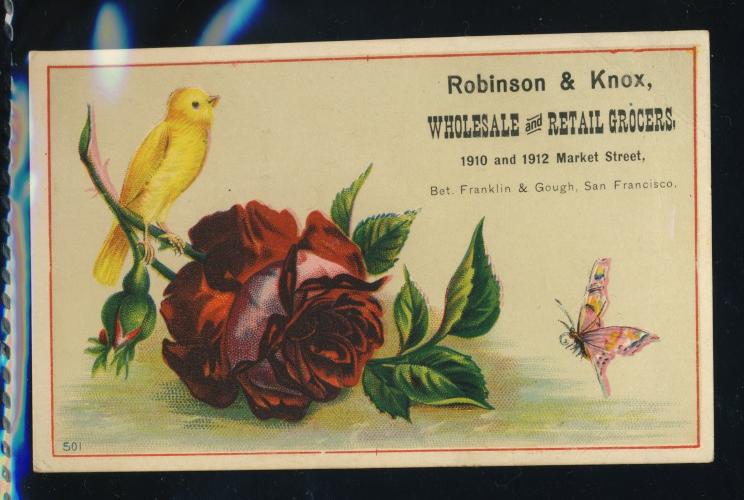 Robinson & Knox,
WHOLESALE and RETAIL GROCERS,
1910 and 1912 Market Street,
Bet. Franklin & Gough, San Francisco.
501